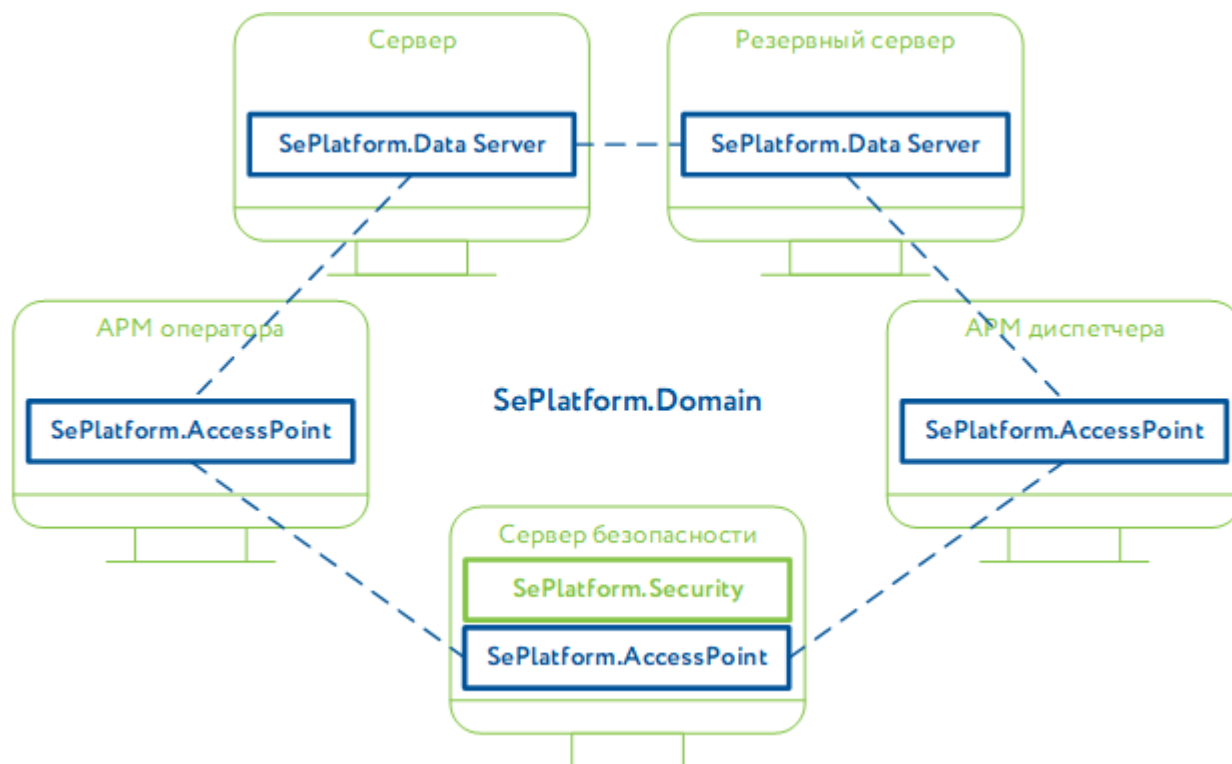 Сервер
Резервный сервер
SePlatform.Data Server
SePlatform.Data Server
АРМ оператора
АРМ диспетчера
SePlatform.Domain
SePlatform.AccessPoint
SePlatform.AccessPoint
Сервер безопасности
SePlatform.Security
SePlatform.AccessPoint